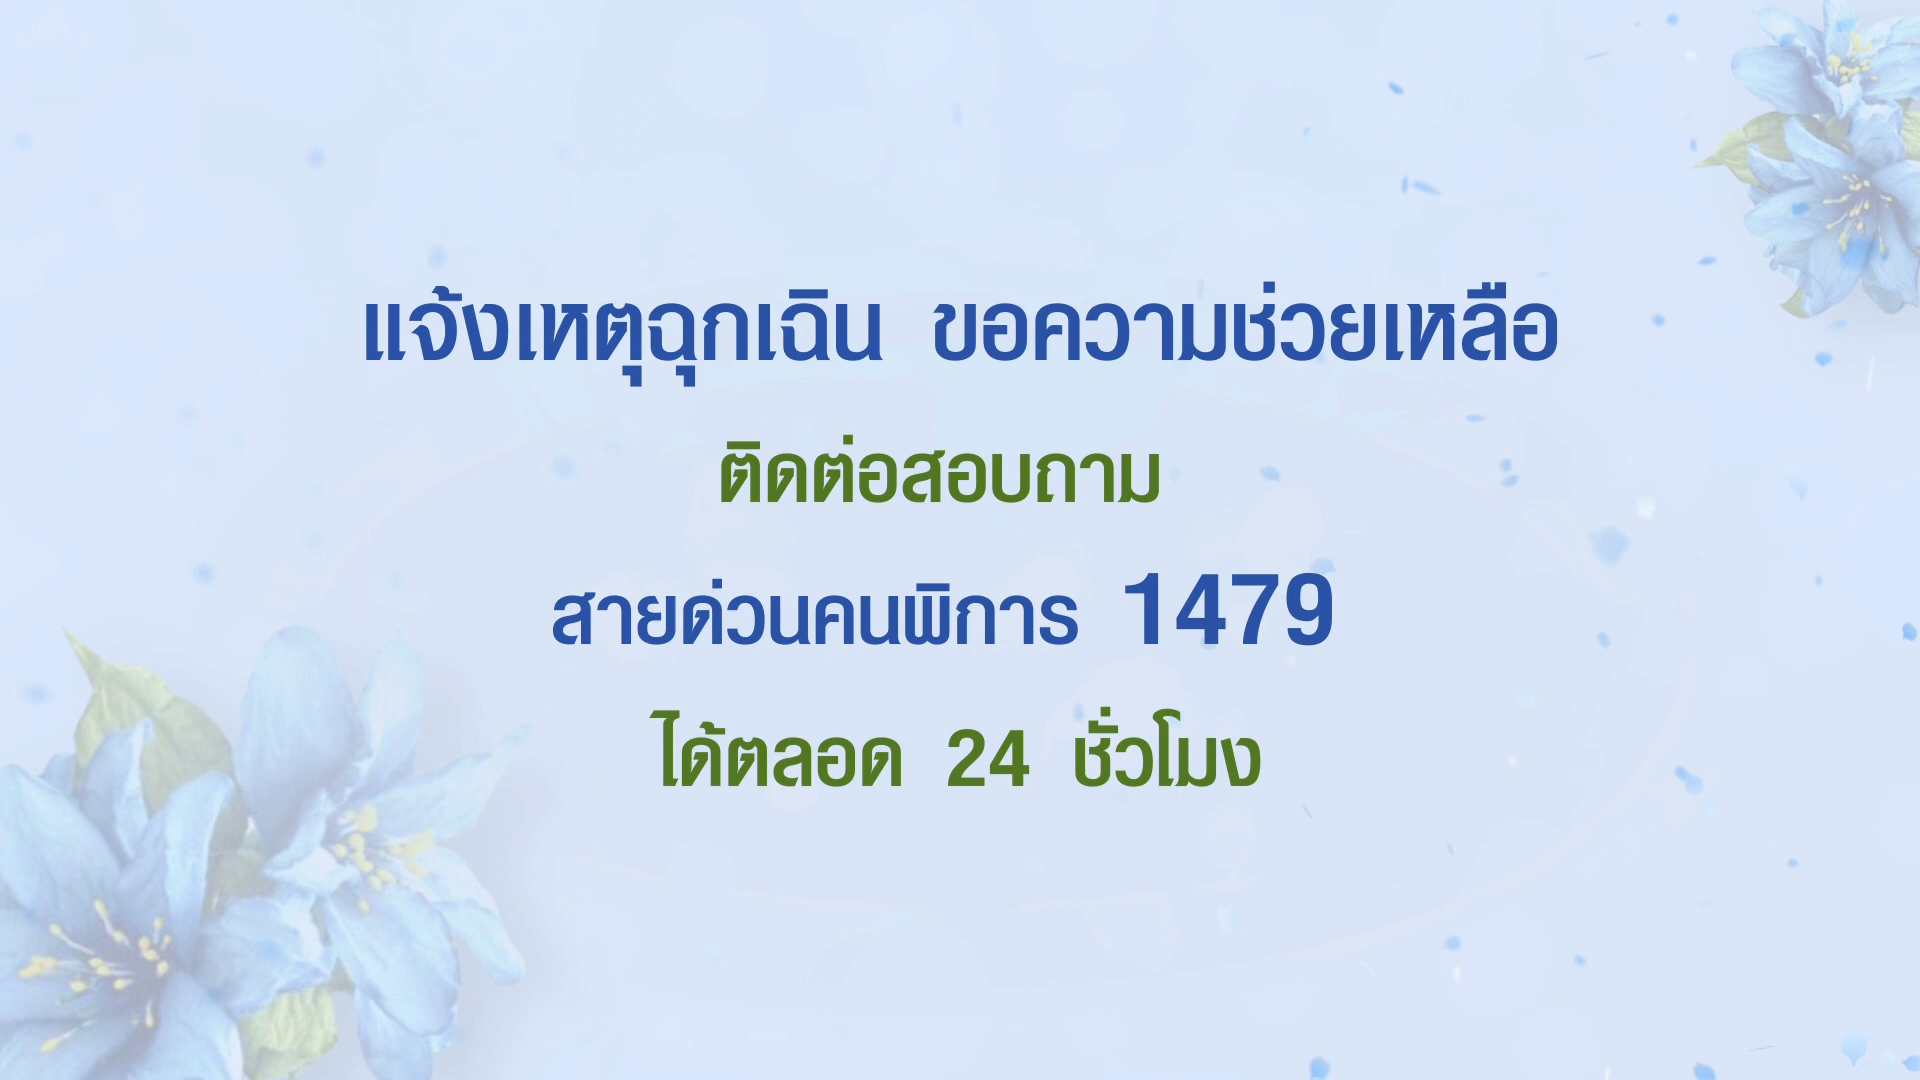 แจ้งเหตุฉุกเฉิน ขอความช่วยเหลือ
ติดต่อสอบถาม
สายด่วนคนพิการ 1479
ได้ตลอด 24 ชั่วโมง